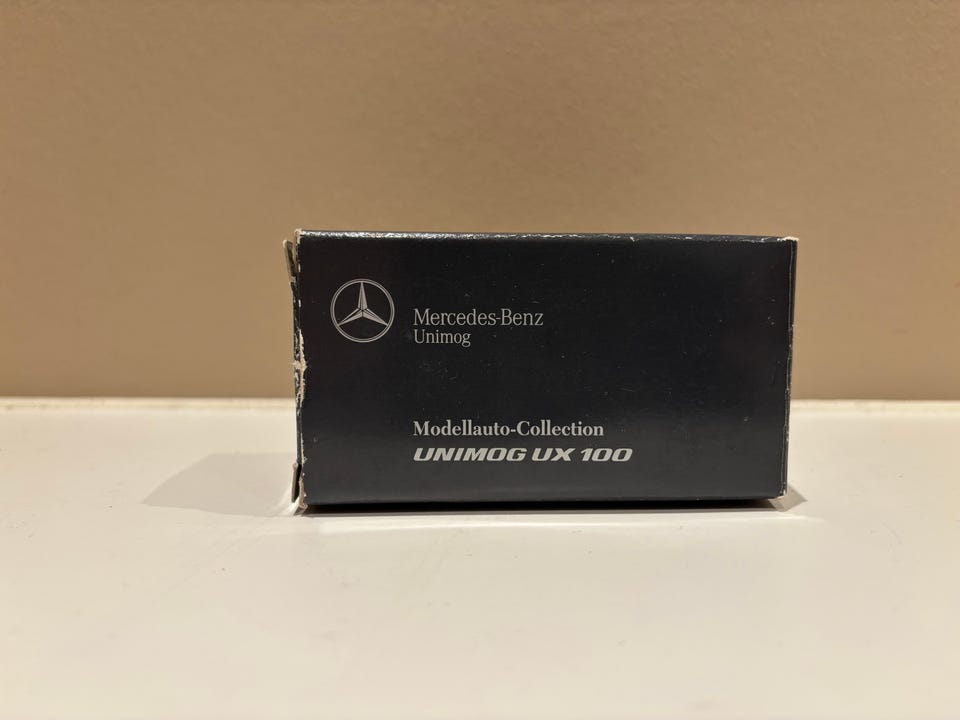 Mercedes-Benz
Unimog
Modellauto-Collection
UNIMOG UX 100